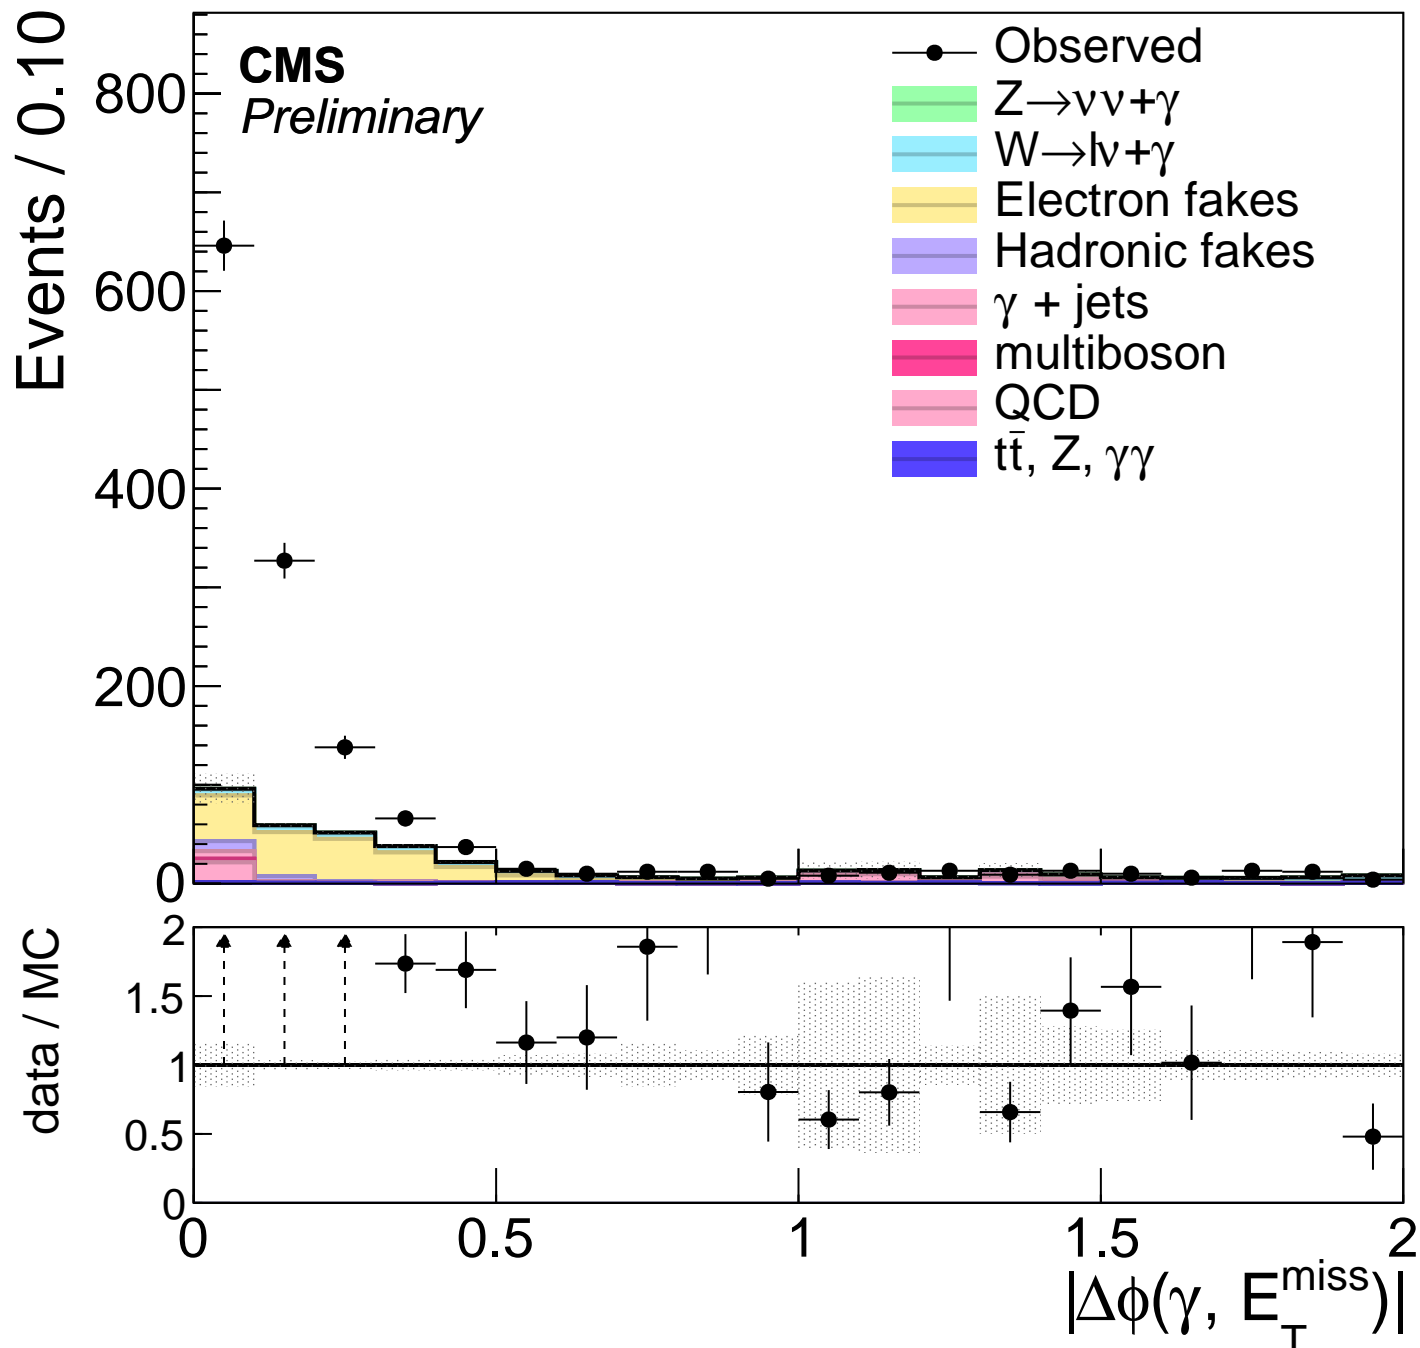 CMS
Preliminary
Observed
Z→νν+γ
W→lν+γ
Electron fakes
Hadronic fakes
γ + jets
multiboson
QCD
tt̄, Z, γγ
Events / 0.10
800
600
400
200
0
data / MC
2
1.5
1
0.5
0
0 0.5 1 1.5 2
|Δϕ(γ, E_T^miss)|